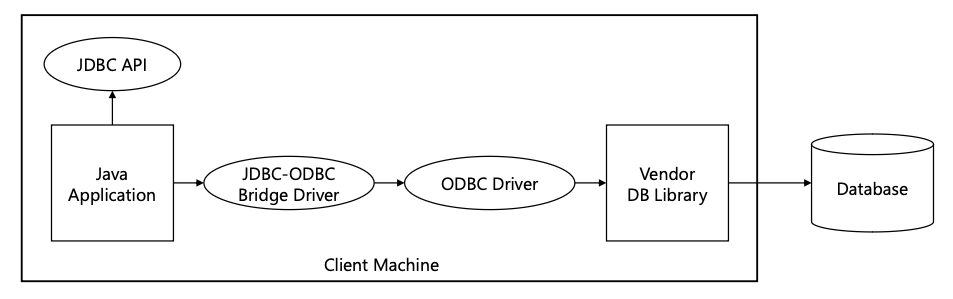 JDBC API
Java
Application
JDBC-ODBC
Bridge Driver
ODBC Driver
Vendor
DB Library
Database
Client Machine